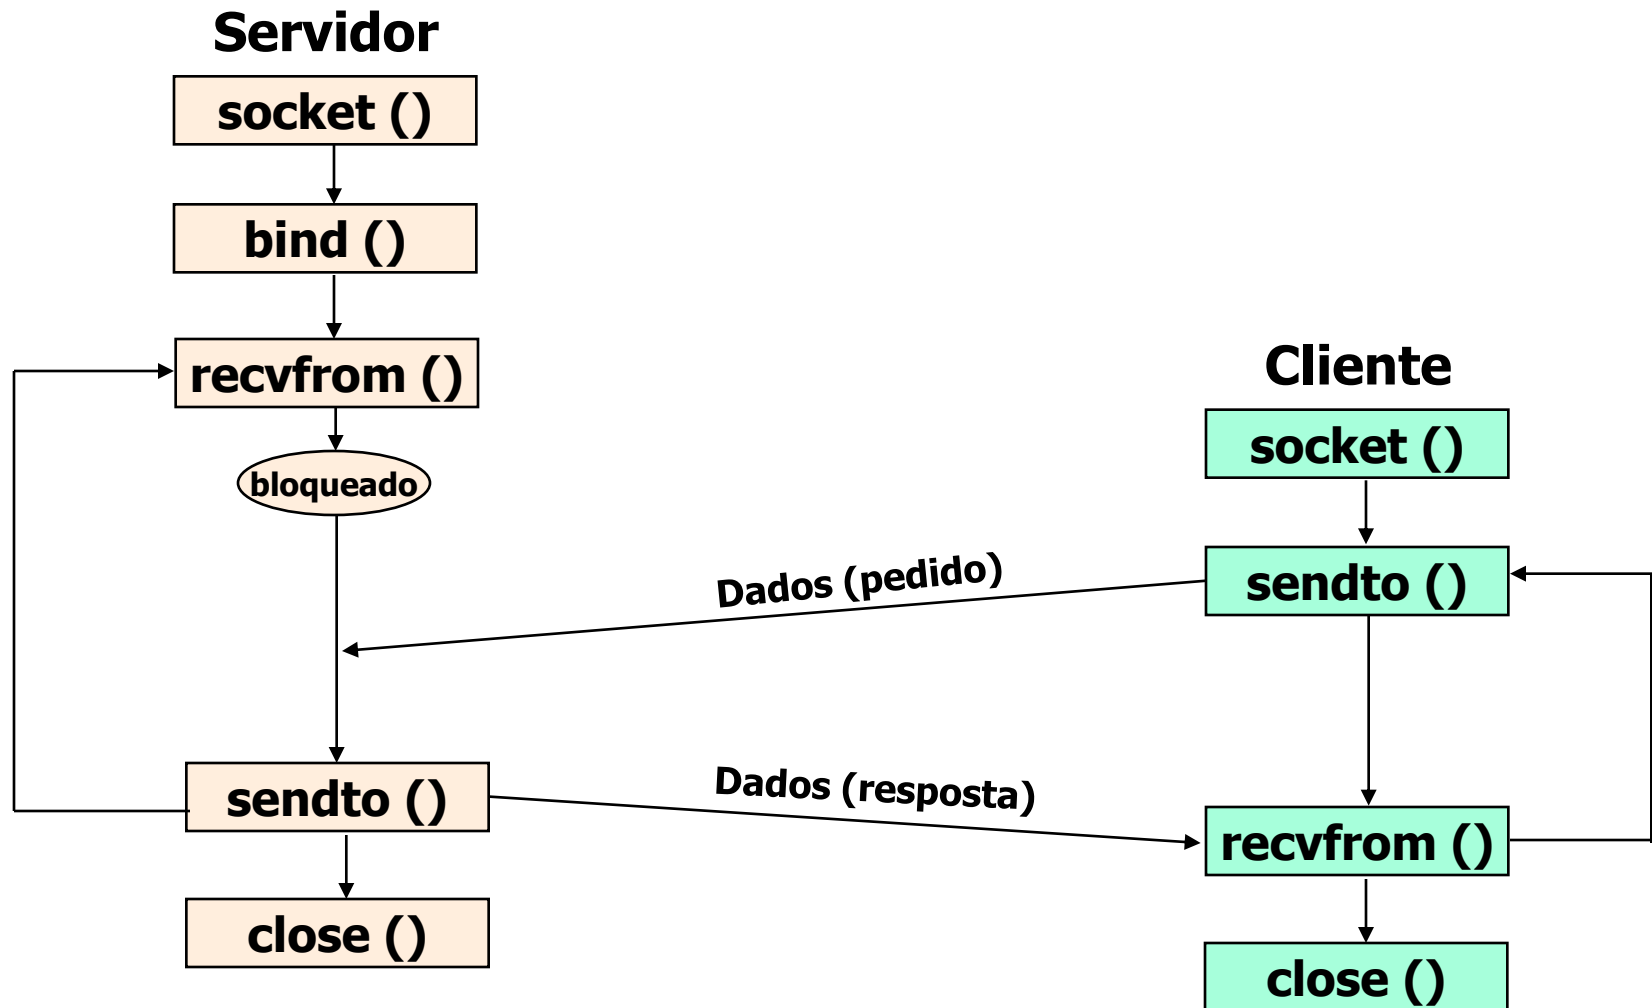 Servidor
socket ()
bind ()
recvfrom ()
bloqueado
sendto ()
close ()
Dados (pedido)
Dados (resposta)
Cliente
socket ()
sendto ()
recvfrom ()
close ()